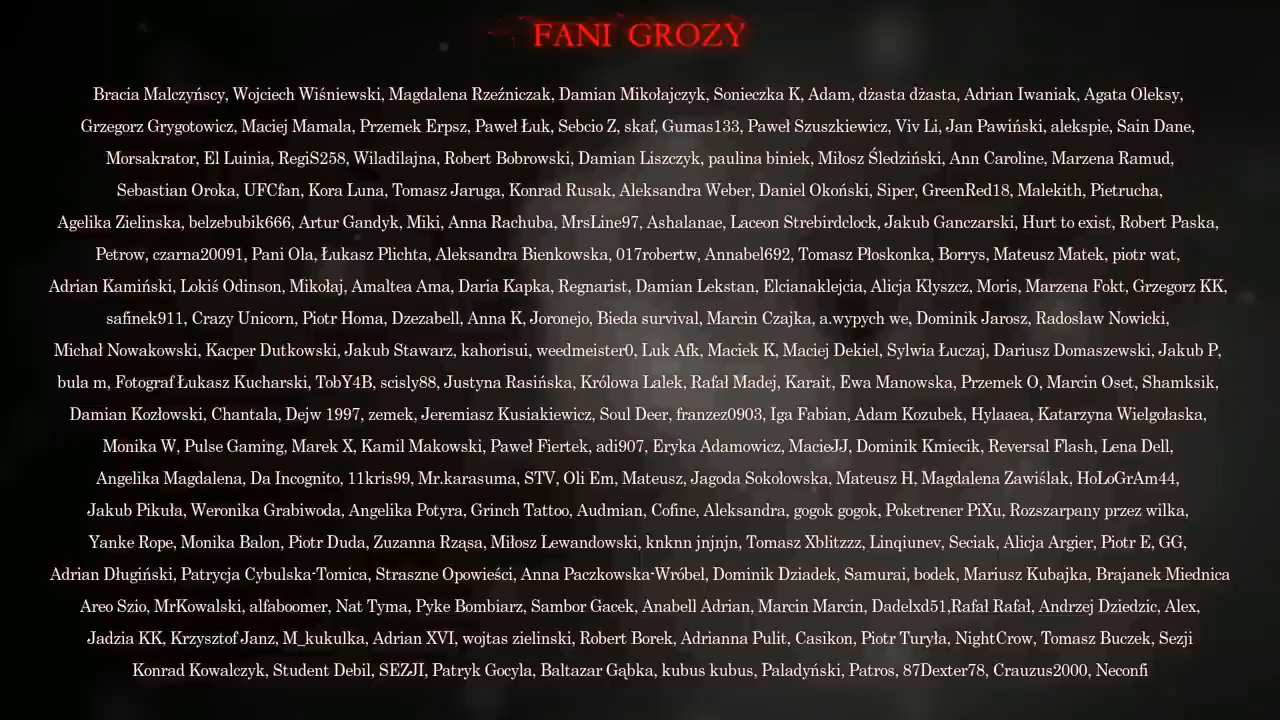 FANI GROZY
Bracia Malczyńscy, Wojciech Wiśniewski, Magdalena Rzeźniczak, Damian Mikołajczyk, Sonieczka K, Adam, dżasta dżasta, Adrian Iwaniak, Agata Oleksy,
Grzegorz Grygotowicz, Maciej Mamala, Przemek Erpsz, Paweł Łuk, Sebcio Z, skaf, Gumas133, Paweł Szuszkiewicz, Viv Li, Jan Pawiński, alekspie, Sain Dane,
Morsakrator, El Luinia, RegiS258, Wiladilajna, Robert Bobrowski, Damian Liszczyk, paulina biniek, Miłosz Śledziński, Ann Caroline, Marzena Ramud,
Sebastian Oroka, UFCfan, Kora Luna, Tomasz Jaruga, Konrad Rusak, Aleksandra Weber, Daniel Okoński, Siper, GreenRed18, Malekith, Pietrucha,
Agelika Zielinska, belzebubik666, Artur Gandyk, Miki, Anna Rachuba, MrsLine97, Ashalanae, Laceon Strebirdclock, Jakub Ganczarski, Hurt to exist, Robert Paska,
Petrow, czarna20091, Pani Ola, Łukasz Plichta, Aleksandra Bienkowska, 017robertw, Annabel692, Tomasz Płoskonka, Borrys, Mateusz Matek, piotr wat,
Adrian Kamiński, Lokiś Odinson, Mikołaj, Amaltea Ama, Daria Kapka, Regnarist, Damian Lekstan, Elcianaklejcia, Alicja Kłyszcz, Moris, Marzena Fokt, Grzegorz KK,
safinek911, Crazy Unicorn, Piotr Homa, Dzezabell, Anna K, Joronejo, Bieda survival, Marcin Czajka, a.wypych we, Dominik Jarosz, Radosław Nowicki,
Michał Nowakowski, Kacper Dutkowski, Jakub Stawarz, kahorisui, weedmeister0, Luk Afk, Maciek K, Maciej Dekiel, Sylwia Łuczaj, Dariusz Domaszewski, Jakub P,
bula m, Fotograf Łukasz Kucharski, TobY4B, scisly88, Justyna Rasińska, Królowa Lalek, Rafał Madej, Karait, Ewa Manowska, Przemek O, Marcin Oset, Shamksik,
Damian Kozłowski, Chantala, Dejw 1997, zemek, Jeremiasz Kusiakiewicz, Soul Deer, franzez0903, Iga Fabian, Adam Kozubek, Hylaaea, Katarzyna Wielgołaska,
Monika W, Pulse Gaming, Marek X, Kamil Makowski, Paweł Fiertek, adi907, Eryka Adamowicz, MacieJJ, Dominik Kmiecik, Reversal Flash, Lena Dell,
Angelika Magdalena, Da Incognito, 11kris99, Mr.karasuma, STV, Oli Em, Mateusz, Jagoda Sokołowska, Mateusz H, Magdalena Zawiślak, HoLoGrAm44,
Jakub Pikuła, Weronika Grabiwoda, Angelika Potyra, Grinch Tattoo, Audmian, Cofine, Aleksandra, gogok gogok, Poketrener PiXu, Rozszarpany przez wilka,
Yanke Rope, Monika Balon, Piotr Duda, Zuzanna Rząsa, Miłosz Lewandowski, knknn jnjnjn, Tomasz Xblitzzz, Linqiunev, Seciak, Alicja Argier, Piotr E, GG,
Adrian Długiński, Patrycja Cybulska-Tomica, Straszne Opowieści, Anna Paczkowska-Wróbel, Dominik Dziadek, Samurai, bodek, Mariusz Kubajka, Brajanek Miednica
Areo Szio, MrKowalski, alfaboomer, Nat Tyma, Pyke Bombiarz, Sambor Gacek, Anabell Adrian, Marcin Marcin, Dadelxd51,Rafał Rafał, Andrzej Dziedzic, Alex,
Jadzia KK, Krzysztof Janz, M_kukulka, Adrian XVI, wojtas zielinski, Robert Borek, Adrianna Pulit, Casikon, Piotr Turyła, NightCrow, Tomasz Buczek, Sezji
Konrad Kowalczyk, Student Debil, SEZJI, Patryk Gocyla, Baltazar Gąbka, kubus kubus, Paladyński, Patros, 87Dexter78, Crauzus2000, Neconfi